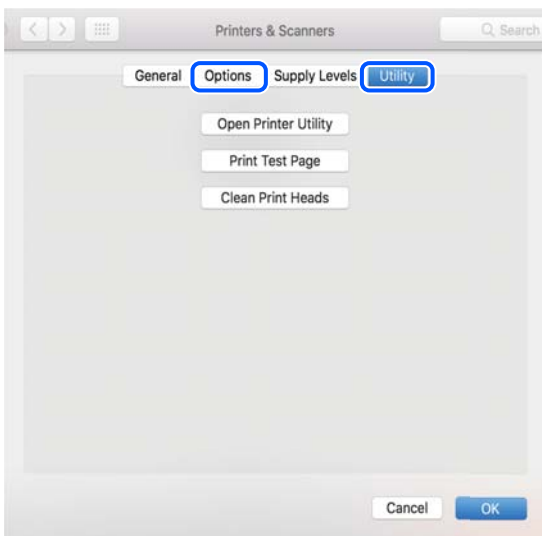 Printers & Scanners Search
General Options Supply Levels Utility
Open Printer Utility
Print Test Page
Clean Print Heads
Cancel OK